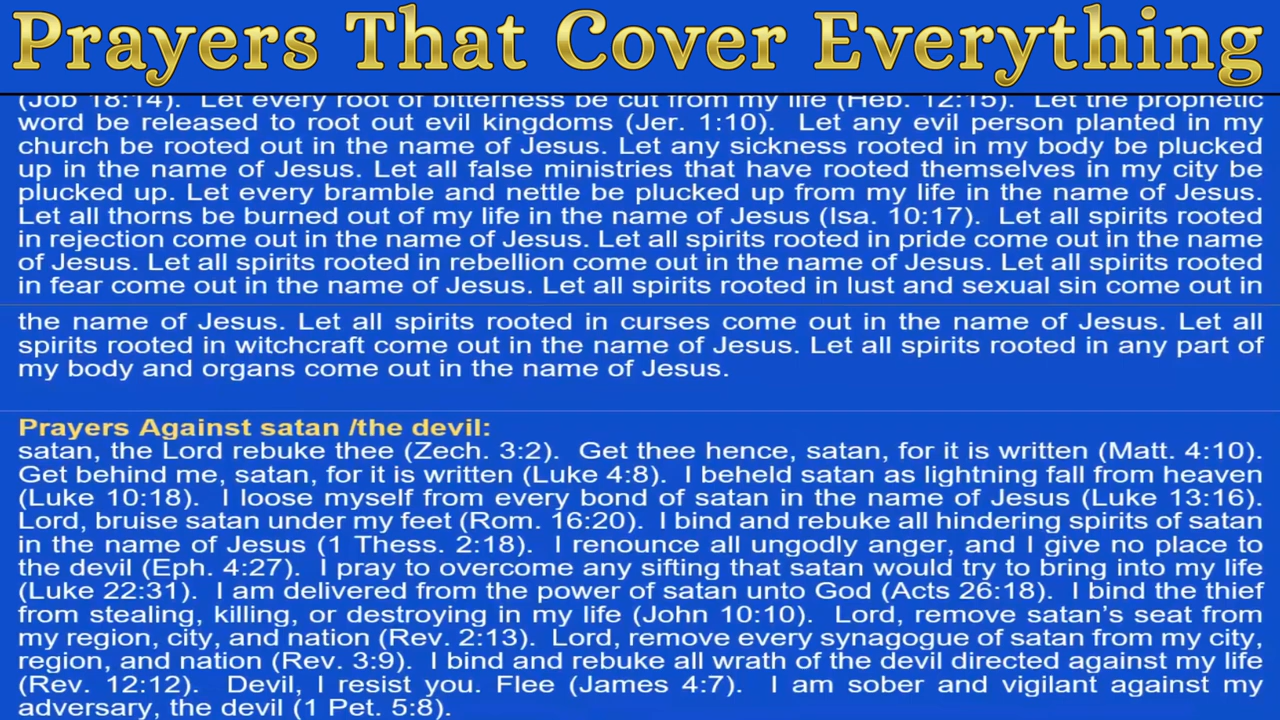 Prayers That Cover Everything
(Job 18:14). Let every root of bitterness be cut from my life (Heb. 12:15). Let the prophetic
word be released to root out evil kingdoms (Jer. 1:10). Let any evil person planted in my
church be rooted out in the name of Jesus. Let any sickness rooted in my body be plucked
up in the name of Jesus. Let all false ministries that have rooted themselves in my city be
plucked up. Let every bramble and nettle be plucked up from my life in the name of Jesus.
Let all thorns be burned out of my life in the name of Jesus (Isa. 10:17). Let all spirits rooted
in rejection come out in the name of Jesus. Let all spirits rooted in pride come out in the name
of Jesus. Let all spirits rooted in rebellion come out in the name of Jesus. Let all spirits rooted
in fear come out in the name of Jesus. Let all spirits rooted in lust and sexual sin come out in
the name of Jesus. Let all spirits rooted in curses come out in the name of Jesus. Let all
spirits rooted in witchcraft come out in the name of Jesus. Let all spirits rooted in any part of
my body and organs come out in the name of Jesus.
Prayers Against satan /the devil:
satan, the Lord rebuke thee (Zech. 3:2). Get thee hence, satan, for it is written (Matt. 4:10).
Get behind me, satan, for it is written (Luke 4:8). I beheld satan as lightning fall from heaven
(Luke 10:18). I loose myself from every bond of satan in the name of Jesus (Luke 13:16).
Lord, bruise satan under my feet (Rom. 16:20). I bind and rebuke all hindering spirits of satan
in the name of Jesus (1 Thess. 2:18). I renounce all ungodly anger, and I give no place to
the devil (Eph. 4:27). I pray to overcome any sifting that satan would try to bring into my life
(Luke 22:31). I am delivered from the power of satan unto God (Acts 26:18). I bind the thief
from stealing, killing, or destroying in my life (John 10:10). Lord, remove satan’s seat from
my region, city, and nation (Rev. 2:13). Lord, remove every synagogue of satan from my city,
region, and nation (Rev. 3:9). I bind and rebuke all wrath of the devil directed against my life
(Rev. 12:12). Devil, I resist you. Flee (James 4:7). I am sober and vigilant against my
adversary, the devil (1 Pet. 5:8).